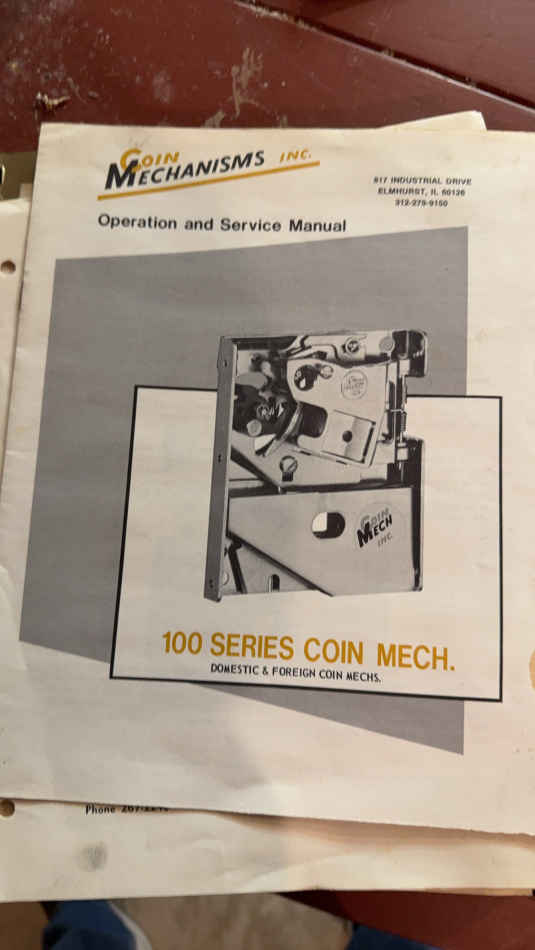 COIN
MECHANISMS INC.
817 INDUSTRIAL DRIVE
ELMHURST, IL 60126
312-279-9150
Operation and Service Manual
COIN
MECH
INC.
100 SERIES COIN MECH.
DOMESTIC & FOREIGN COIN MECHS.
Phone